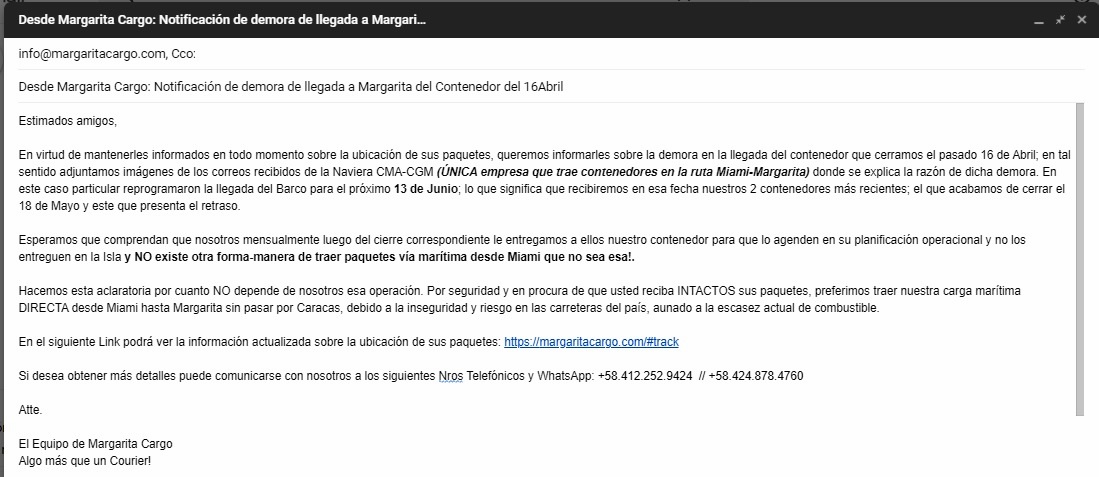 Desde Margarita Cargo: Notificación de demora de llegada a Margari...
info@margaritacargo.com, Cco:
Desde Margarita Cargo: Notificación de demora de llegada a Margarita del Contenedor del 16Abril
Estimados amigos,
En virtud de mantenerles informados en todo momento sobre la ubicación de sus paquetes, queremos informarles sobre la demora en la llegada del contenedor que cerramos el pasado 16 de Abril; en tal
sentido adjuntamos imágenes de los correos recibidos de la Naviera CMA-CGM (ÚNICA empresa que trae contenedores en la ruta Miami-Margarita) donde se explica la razón de dicha demora. En
este caso particular reprogramaron la llegada del Barco para el próximo 13 de Junio; lo que significa que recibiremos en esa fecha nuestros 2 contenedores más recientes; el que acabamos de cerrar el
18 de Mayo y este que presenta el retraso.
Esperamos que comprendan que nosotros mensualmente luego del cierre correspondiente le entregamos a ellos nuestro contenedor para que lo agenden en su planificación operacional y no los
entreguen en la Isla y NO existe otra forma-manera de traer paquetes vía marítima desde Miami que no sea esa!.
Hacemos esta aclaratoria por cuanto NO depende de nosotros esa operación. Por seguridad y en procura de que usted reciba INTACTOS sus paquetes, preferimos traer nuestra carga marítima
DIRECTA desde Miami hasta Margarita sin pasar por Caracas, debido a la inseguridad y riesgo en las carreteras del país, aunado a la escasez actual de combustible.
En el siguiente Link podrá ver la información actualizada sobre la ubicación de sus paquetes: https://margaritacargo.com/#track
Si desea obtener más detalles puede comunicarse con nosotros a los siguientes Nros Telefónicos y WhatsApp: +58.412.252.9424 // +58.424.878.4760
Atte.
El Equipo de Margarita Cargo
Algo más que un Courier!